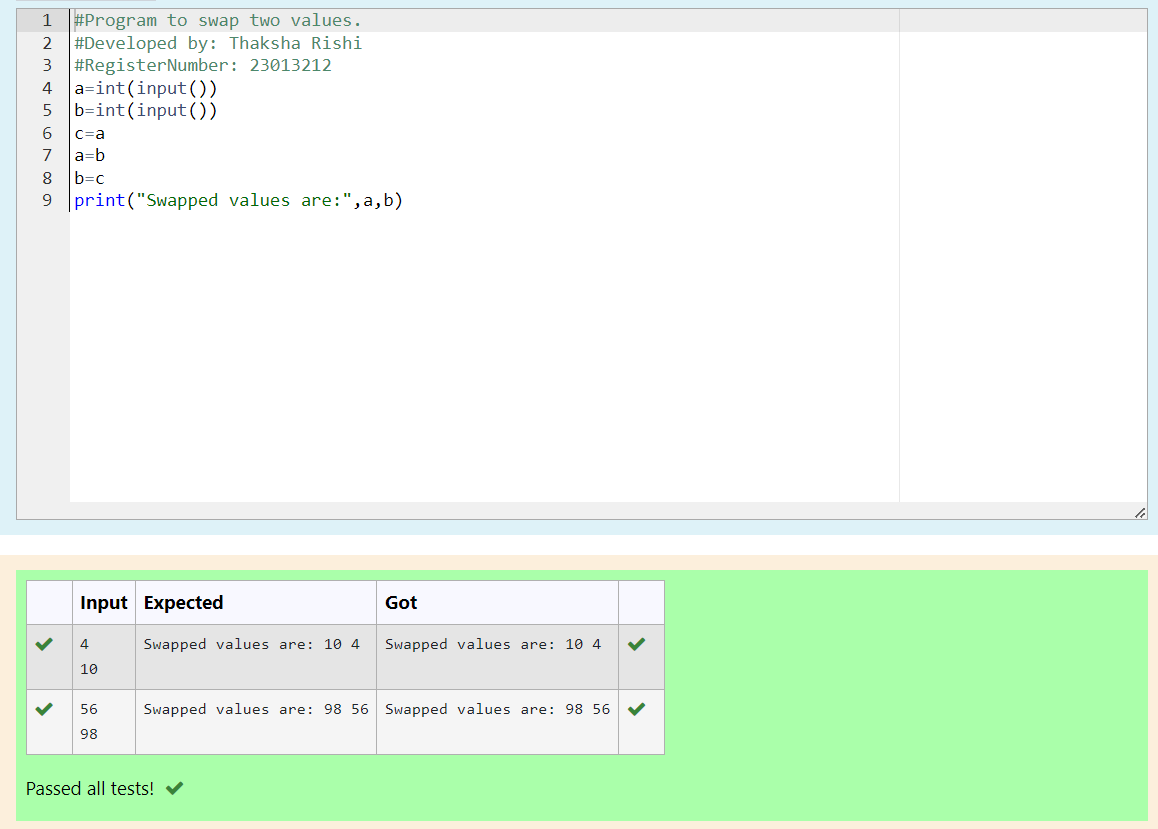 1 #Program to swap two values.
2 #Developed by: Thaksha Rishi
3 #RegisterNumber: 23013212
4 a=int(input())
5 b=int(input())
6 c=a
7 a=b
8 b=c
9 print("Swapped values are:",a,b)
Input Expected Got
4 Swapped values are: 10 4 Swapped values are: 10 4
10
56 Swapped values are: 98 56 Swapped values are: 98 56
98
Passed all tests!